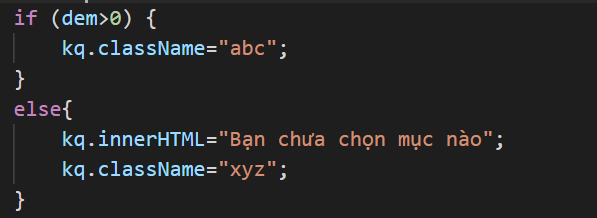 if (dem>0) {
    kq.className="abc";
}
else{
    kq.innerHTML="Bạn chưa chọn mục nào";
    kq.className="xyz";
}